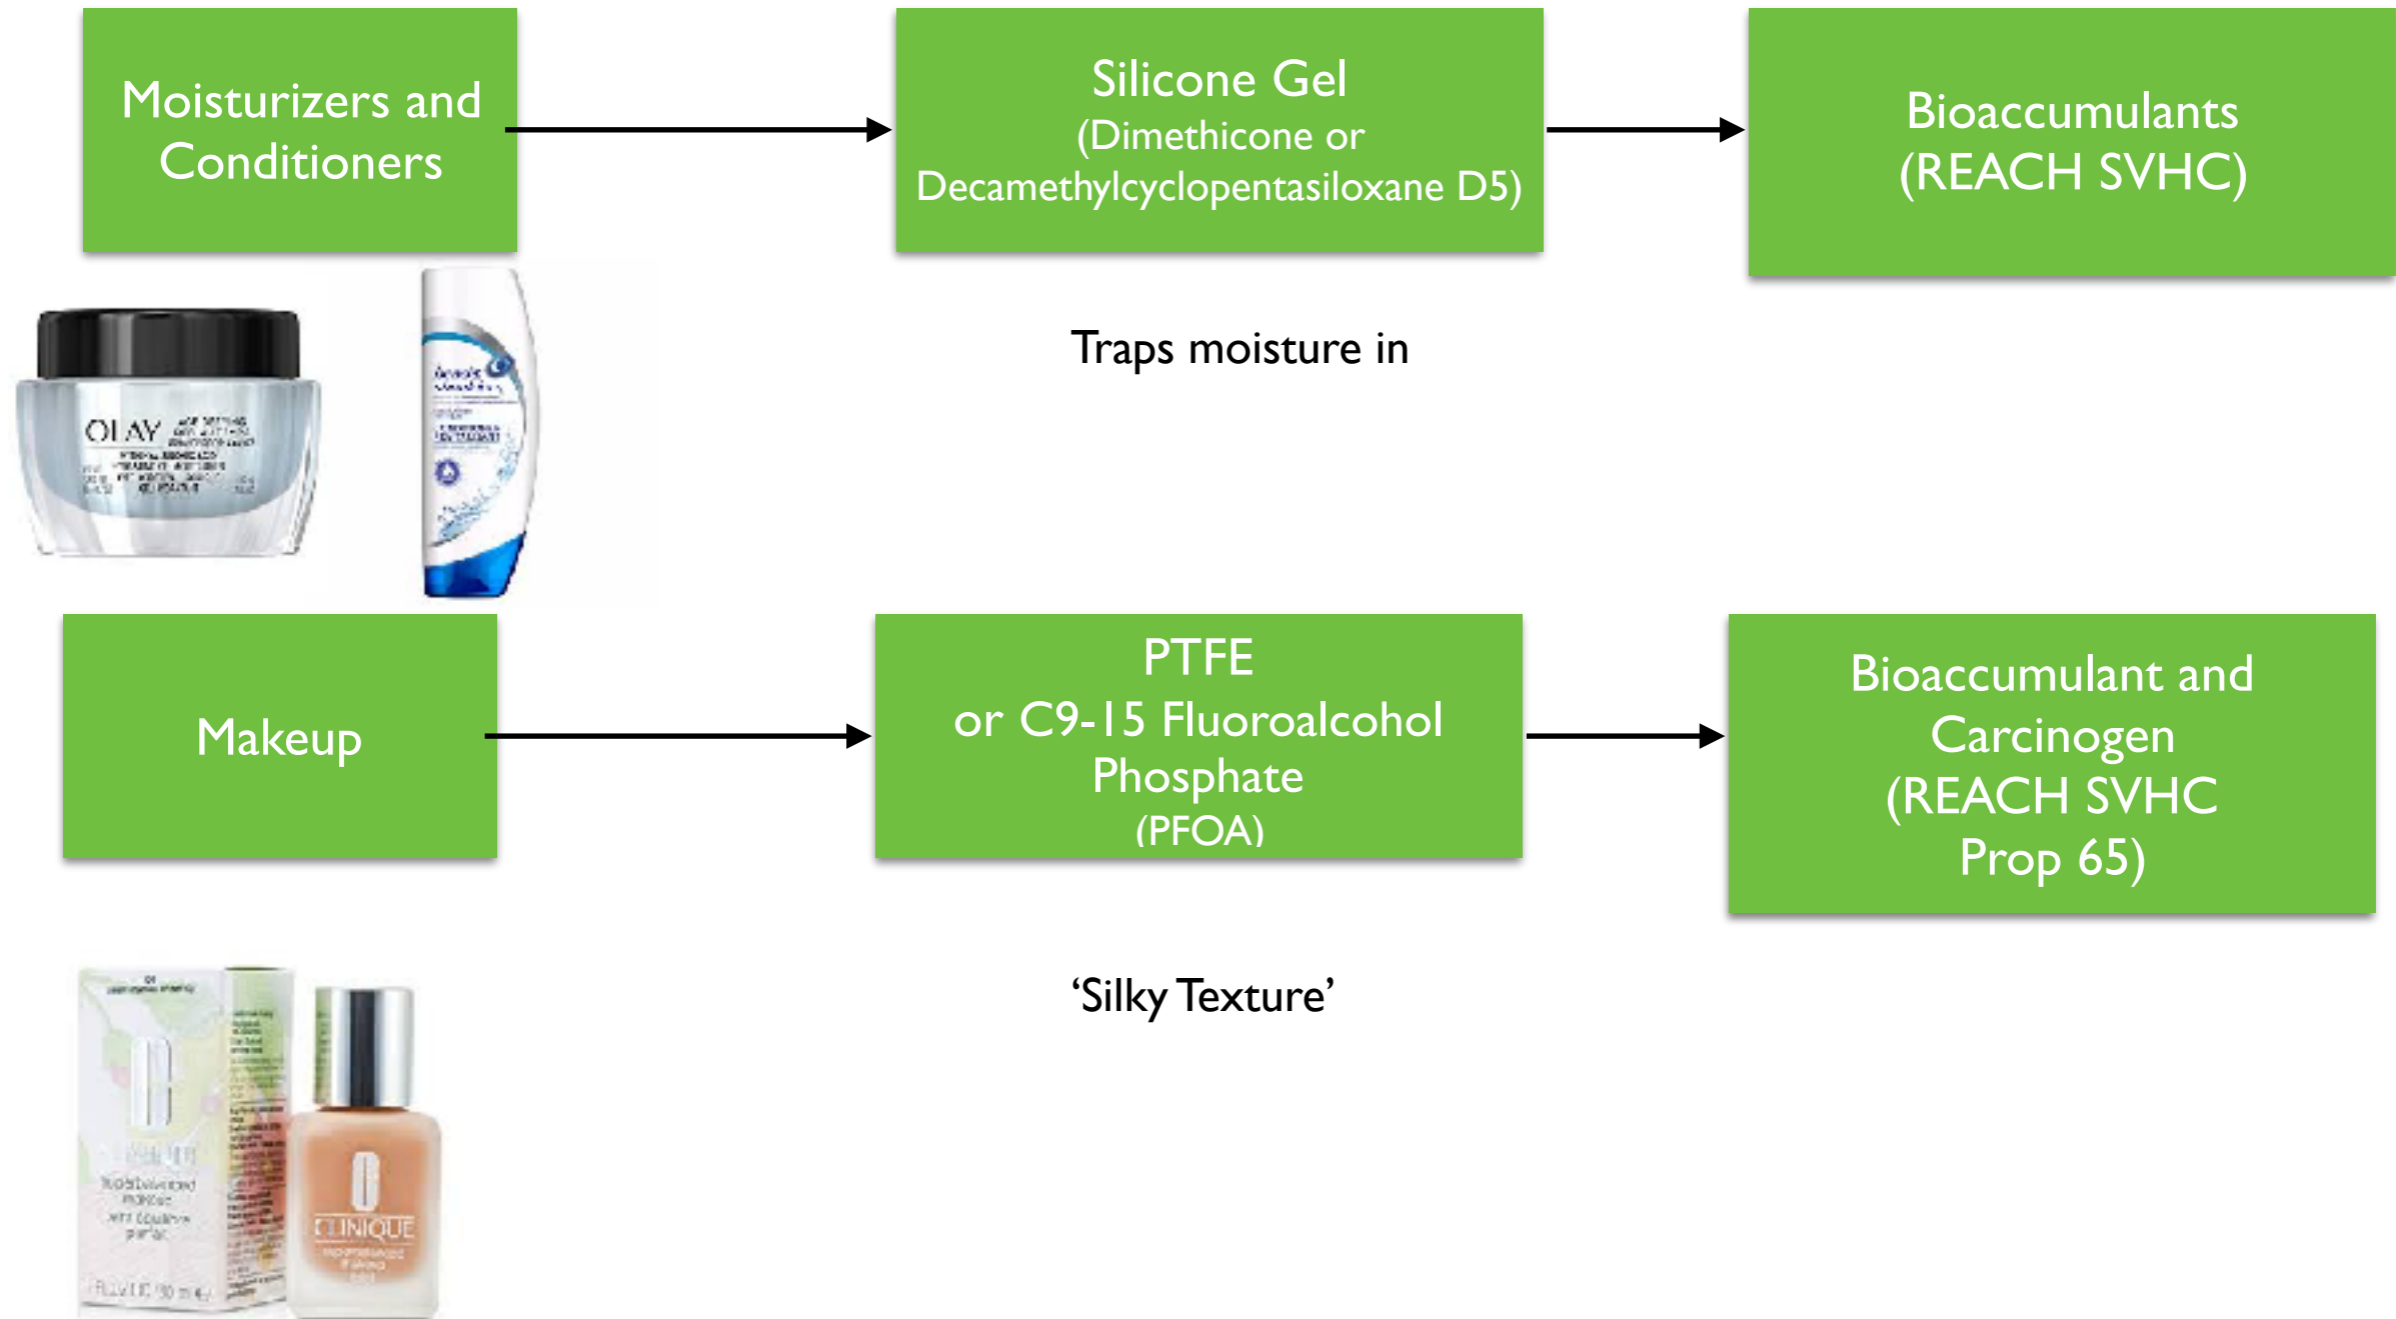 Moisturizers and
Conditioners
Silicone Gel
(Dimethicone or
Decamethylcyclopentasiloxane D5)
Bioaccumulants
(REACH SVHC)
Traps moisture in
OLAY
Makeup
PTFE
or C9-15 Fluoroalcohol
Phosphate
(PFOA)
Bioaccumulant and
Carcinogen
(REACH SVHC
Prop 65)
‘Silky Texture’
makeup
CLINIQUE